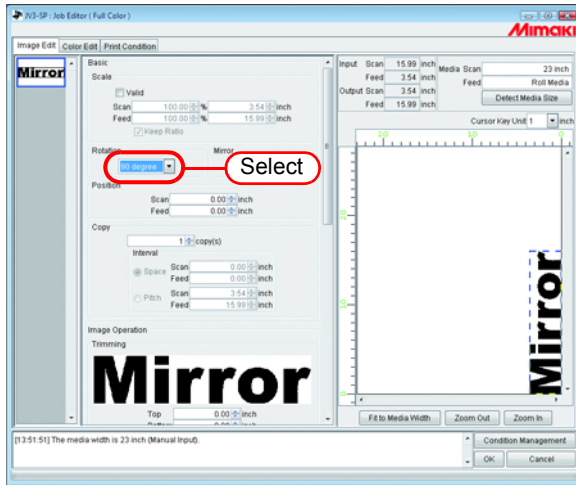 JV3-SP : Job Editor ( Full Color )
Mimaki
Image Edit Color Edit Print Condition
Mirror
Basic
Scale
Valid
Scan 100.00 % 3.54 inch
Feed 100.00 % 15.99 inch
Keep Ratio
Rotation Mirror
90 degree
Select
Position
Scan 0.00 inch
Feed 0.00 inch
Copy
1 copy(s)
Interval
Space Scan 0.00 inch
Feed 0.00 inch
Pitch Scan 3.54 inch
Feed 15.99 inch
Image Operation
Trimming
Mirror
Top 0.00 inch
Input Scan 15.99 inch
Feed 3.54 inch
Output Scan 3.54 inch
Feed 15.99 inch
Media Scan 23 inch
Feed Roll Media
Detect Media Size
Cursor Key Unit 1 inch
20 10 0
20
10
0
Mirror
Fit to Media Width Zoom Out Zoom In
[13:51:51] The media width is 23 inch (Manual Input).
Condition Management
OK Cancel